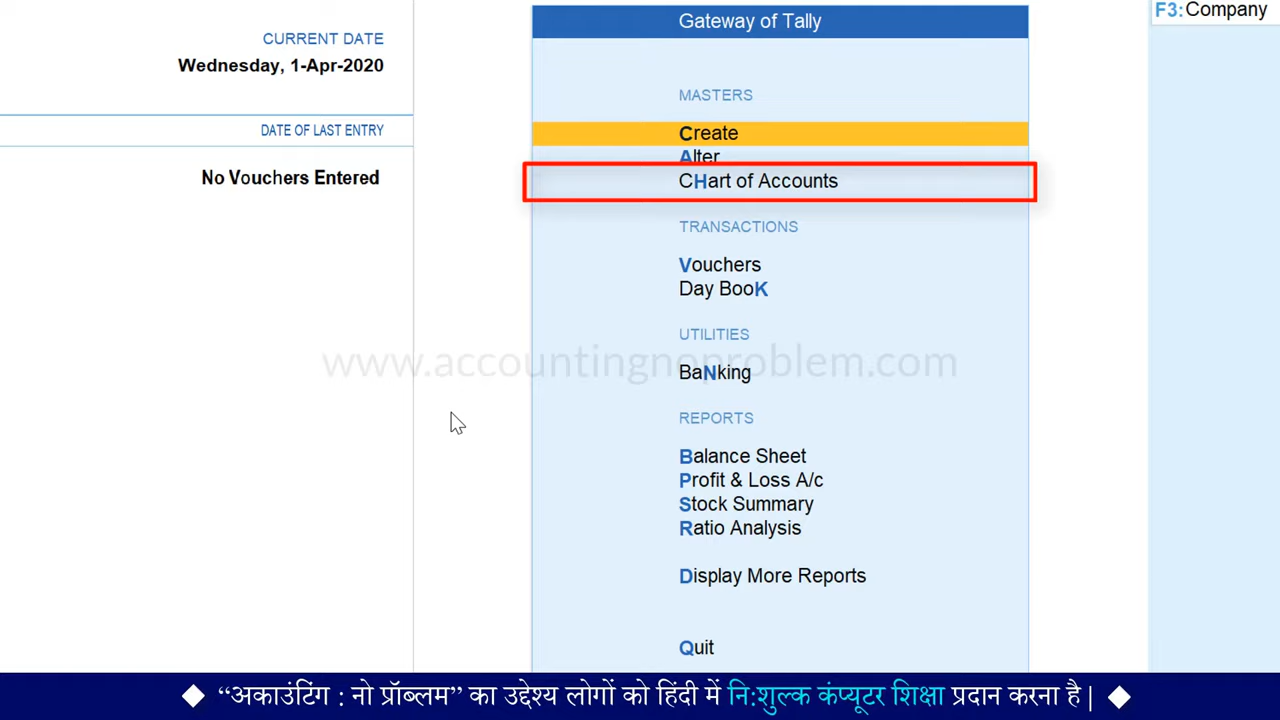 CURRENT DATE
Wednesday, 1-Apr-2020
DATE OF LAST ENTRY
No Vouchers Entered
Gateway of Tally
MASTERS
Create
Alter
CHart of Accounts
TRANSACTIONS
Vouchers
Day BooK
UTILITIES
BaNking
REPORTS
Balance Sheet
Profit & Loss A/c
Stock Summary
Ratio Analysis
Display More Reports
Quit
F3:Company
www.accountingnoproblem.com
◆ “अकाउंटिंग : नो प्रॉब्लम” का उद्देश्य लोगों को हिंदी में नि:शुल्क कंप्यूटर शिक्षा प्रदान करना है| ◆